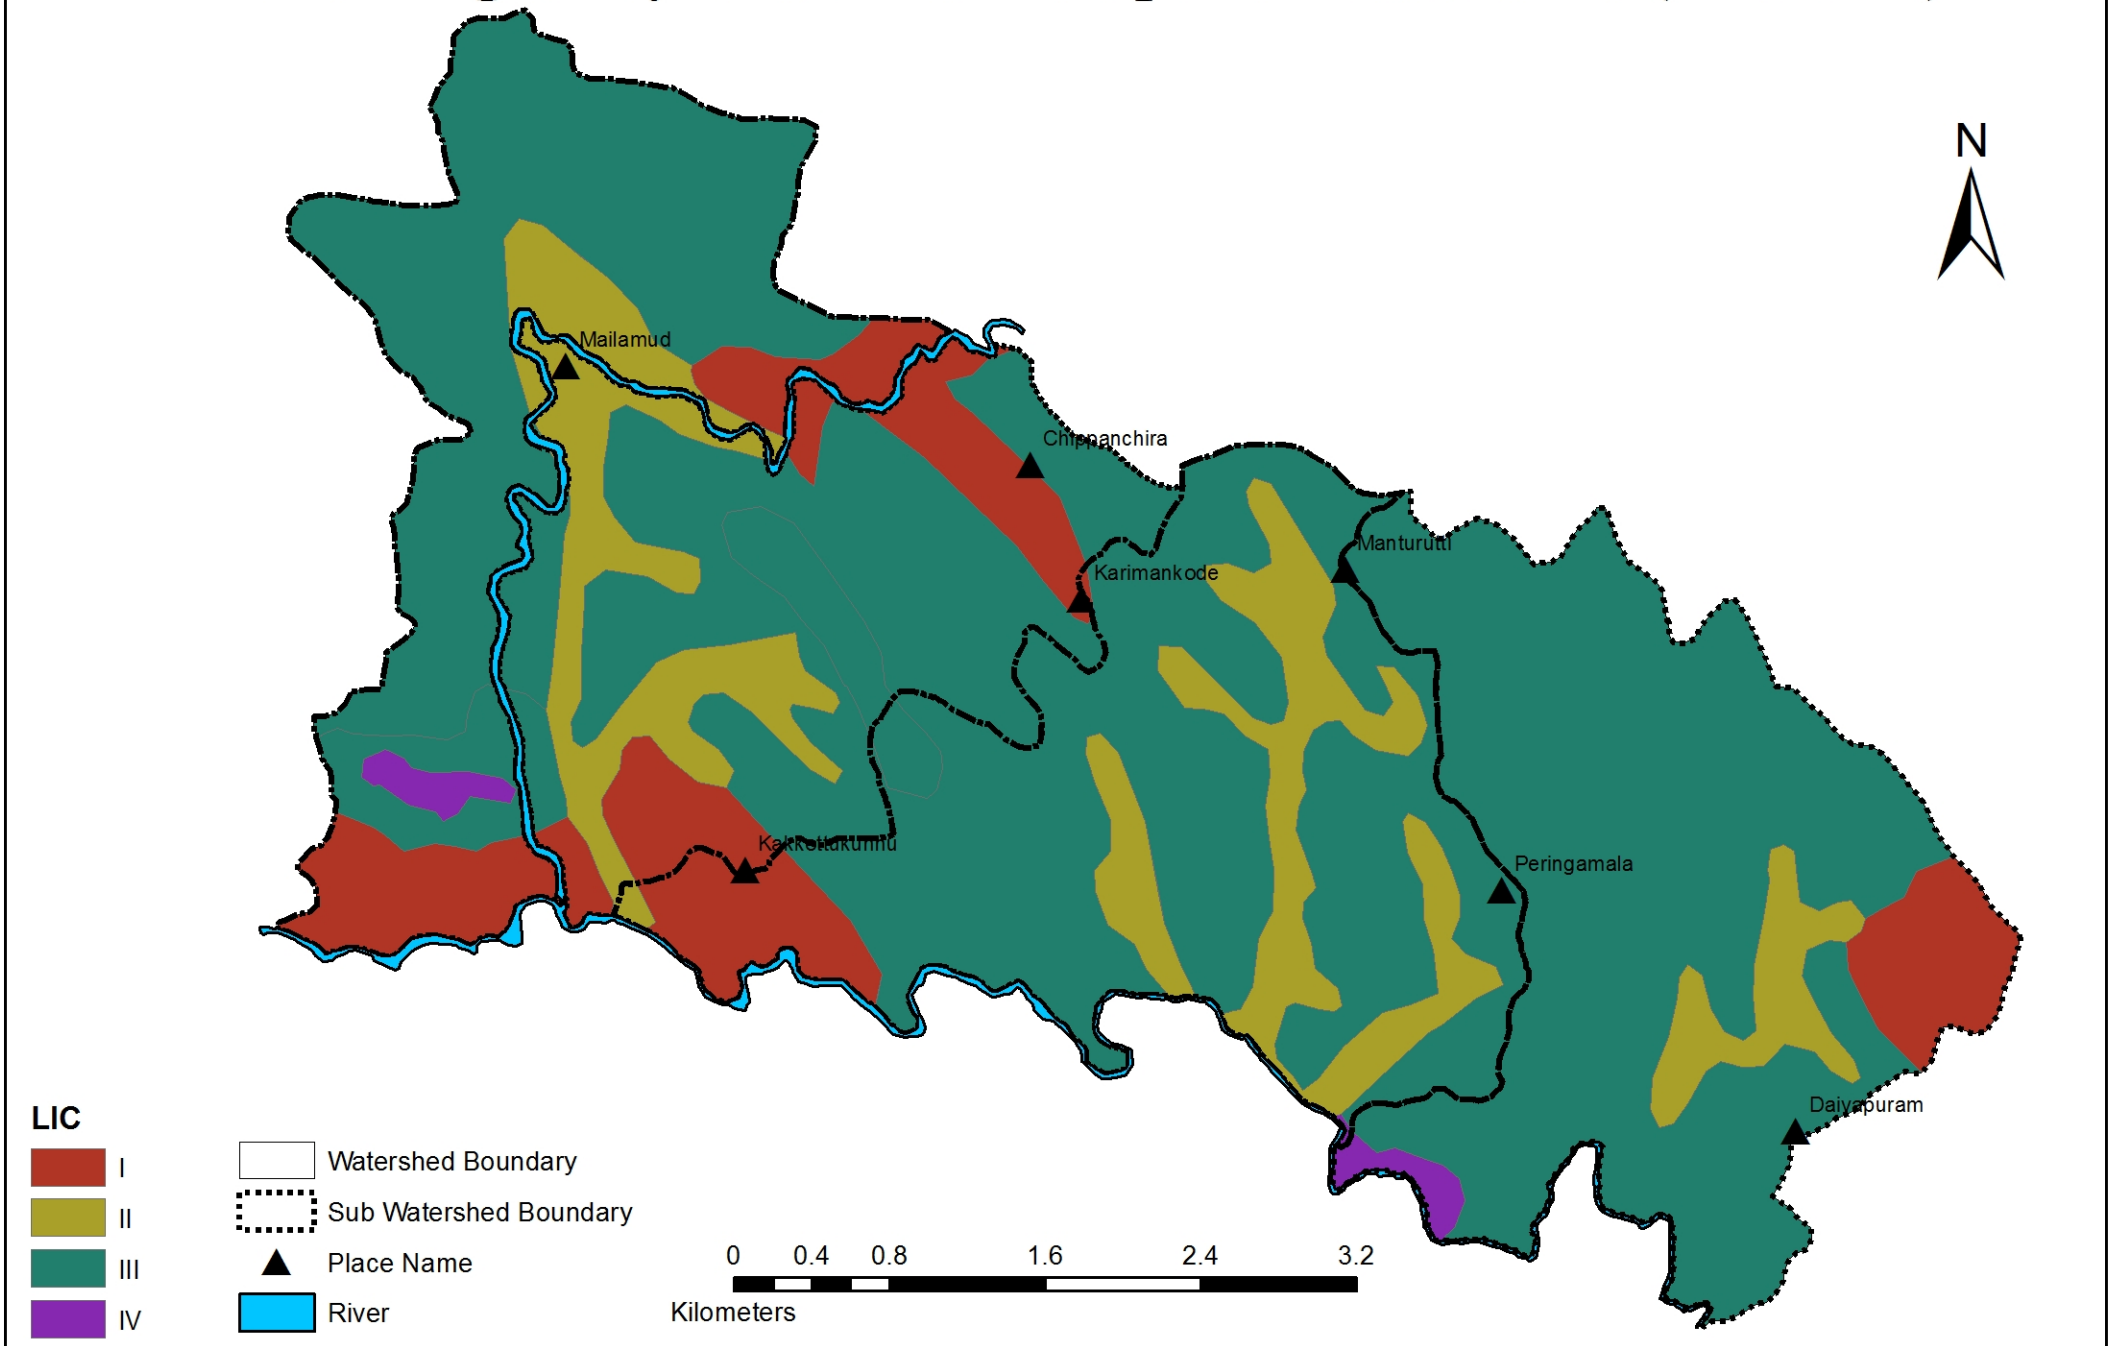 N
Mailamud
Chippanchira
Manturutti
Karimankode
Kakkottukunnu
Peringamala
Daivapuram
LIC
I
II
III
IV
Watershed Boundary
Sub Watershed Boundary
Place Name
River
0 0.4 0.8 1.6 2.4 3.2
Kilometers